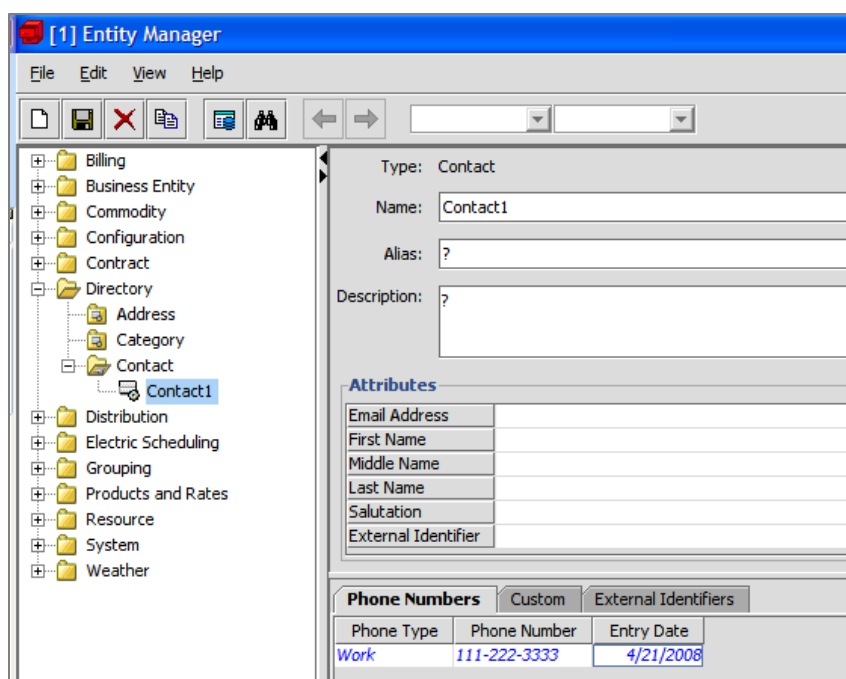 [1] Entity Manager
File Edit View Help
Billing
Business Entity
Commodity
Configuration
Contract
Directory
Address
Category
Contact
Contact1
Distribution
Electric Scheduling
Grouping
Products and Rates
Resource
System
Weather
Type: Contact
Name: Contact1
Alias: ?
Description: ?
Attributes
Email Address
First Name
Middle Name
Last Name
Salutation
External Identifier
Phone Numbers Custom External Identifiers
Phone Type Phone Number Entry Date
Work 111-222-3333 4/21/2008